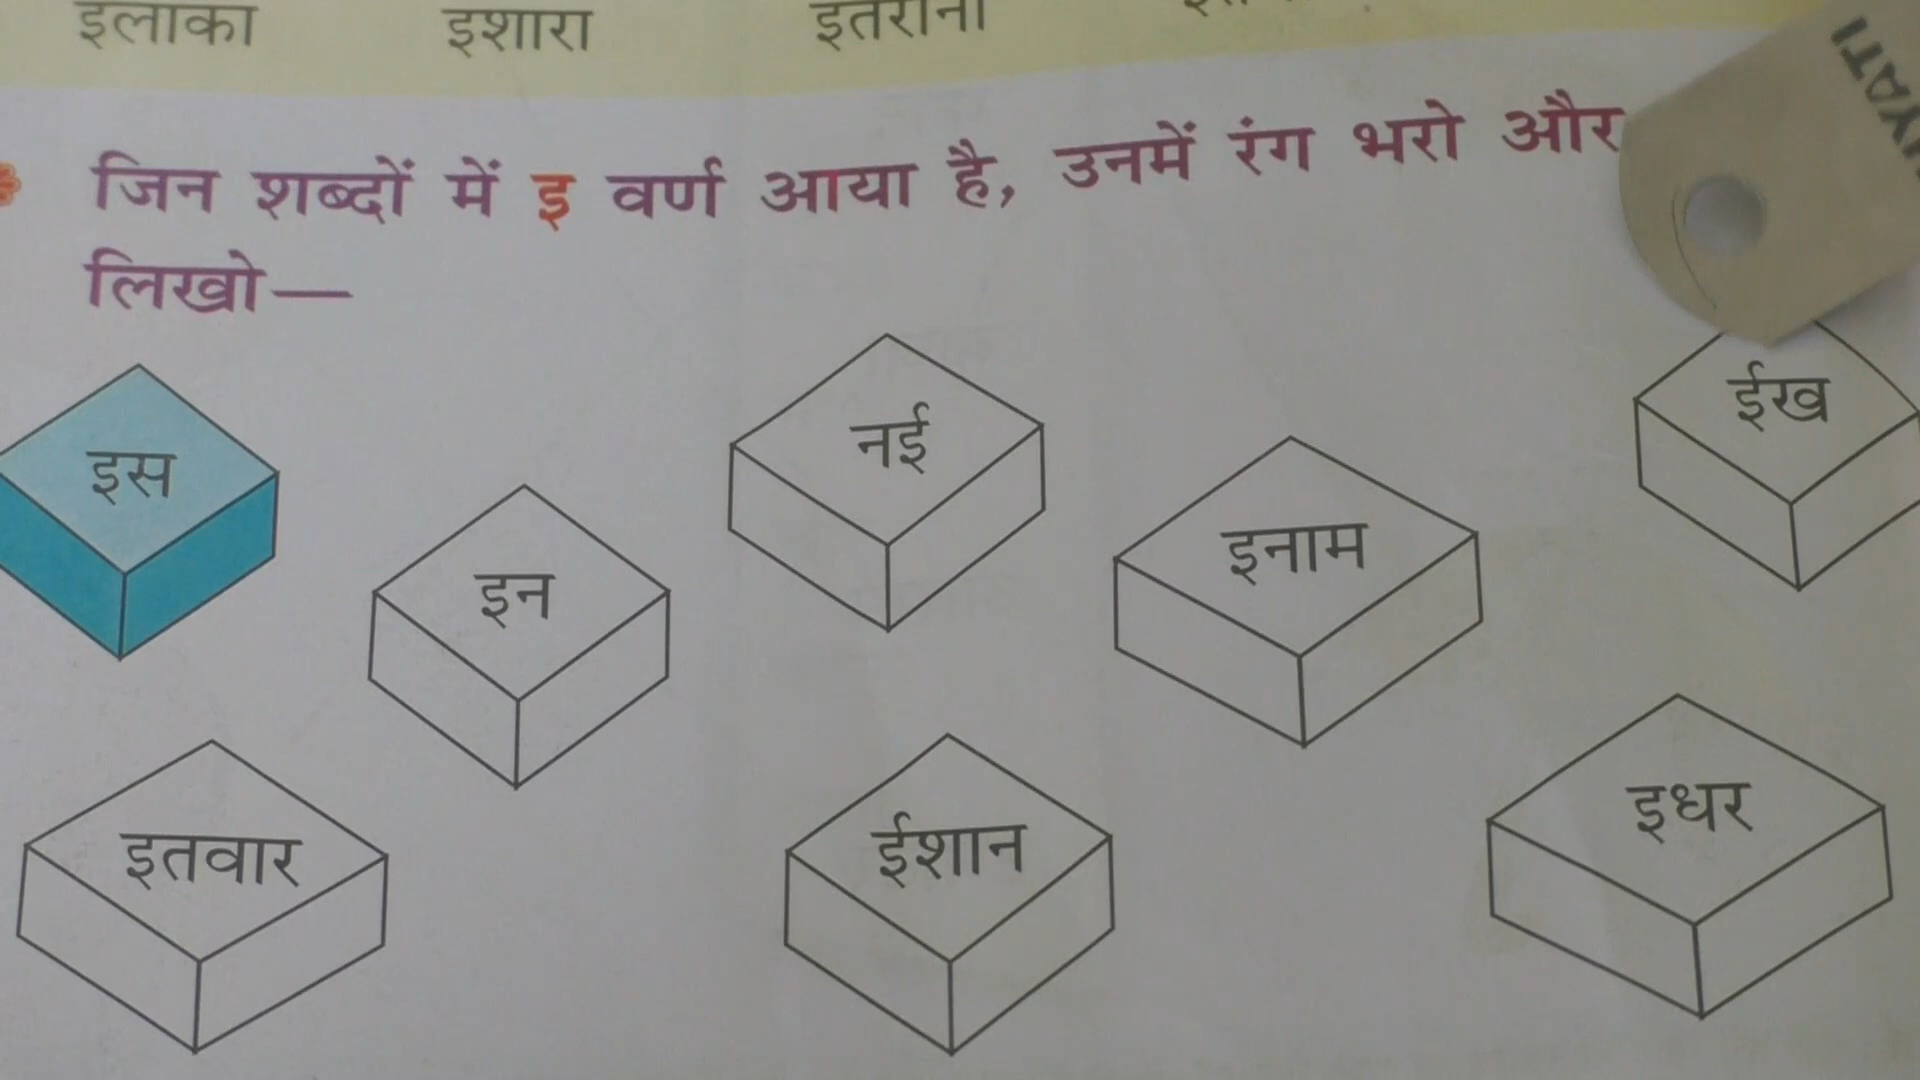 इलाका इशारा इतराना
जिन शब्दों में इ वर्ण आया है, उनमें रंग भरो और
लिखो—
इस
इन
नई
इनाम
ईख
इतवार
ईशान
इधर